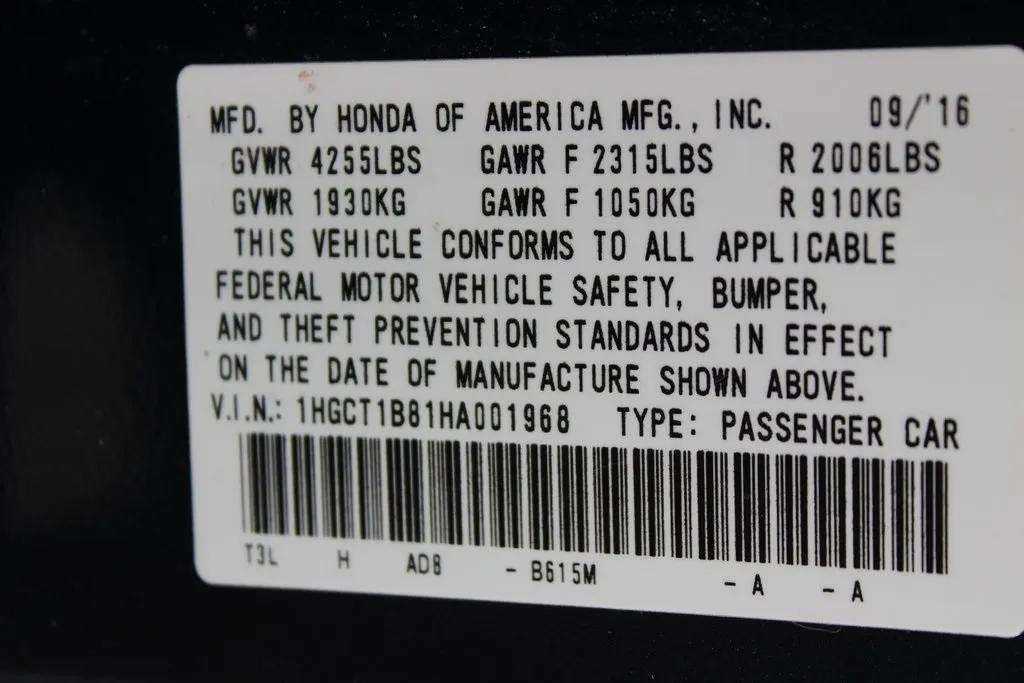 MFD. BY HONDA OF AMERICA MFG., INC. 09/'16
GVWR 4255LBS GAWR F 2315LBS R 2006LBS
GVWR 1930KG GAWR F 1050KG R 910KG
THIS VEHICLE CONFORMS TO ALL APPLICABLE
FEDERAL MOTOR VEHICLE SAFETY, BUMPER,
AND THEFT PREVENTION STANDARDS IN EFFECT
ON THE DATE OF MANUFACTURE SHOWN ABOVE.
V.I.N.: 1HGCT1B81HA001968 TYPE: PASSENGER CAR
T3L H AD8 - B615M - A - A